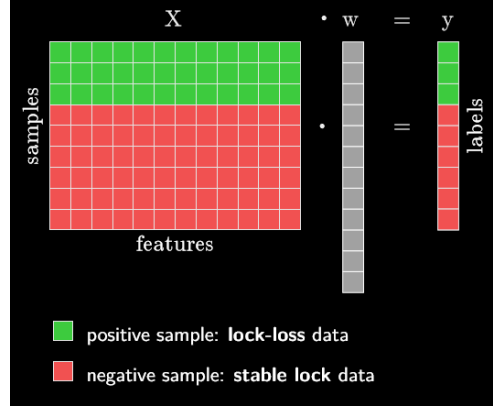 X · w = y
samples
· =
labels
features
positive sample: lock-loss data
negative sample: stable lock data